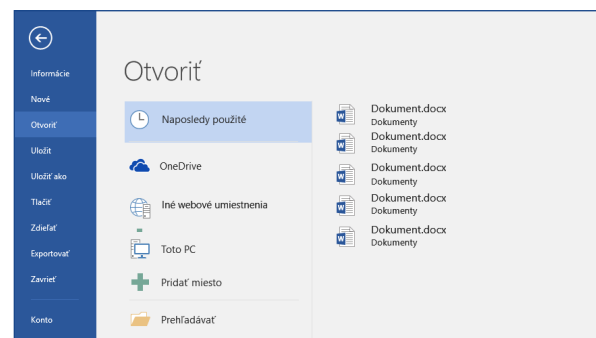 Informácie
Nové
Otvoriť
Uložit
Uložiť ako
Tlačiť
Zdieľať
Exportovať
Zavrieť
Konto
Otvoriť
Naposledy použité
OneDrive
Iné webové umiestnenia
Toto PC
Pridať miesto
Prehľadávať
Dokument.docx
Dokumenty
Dokument.docx
Dokumenty
Dokument.docx
Dokumenty
Dokument.docx
Dokumenty
Dokument.docx
Dokumenty